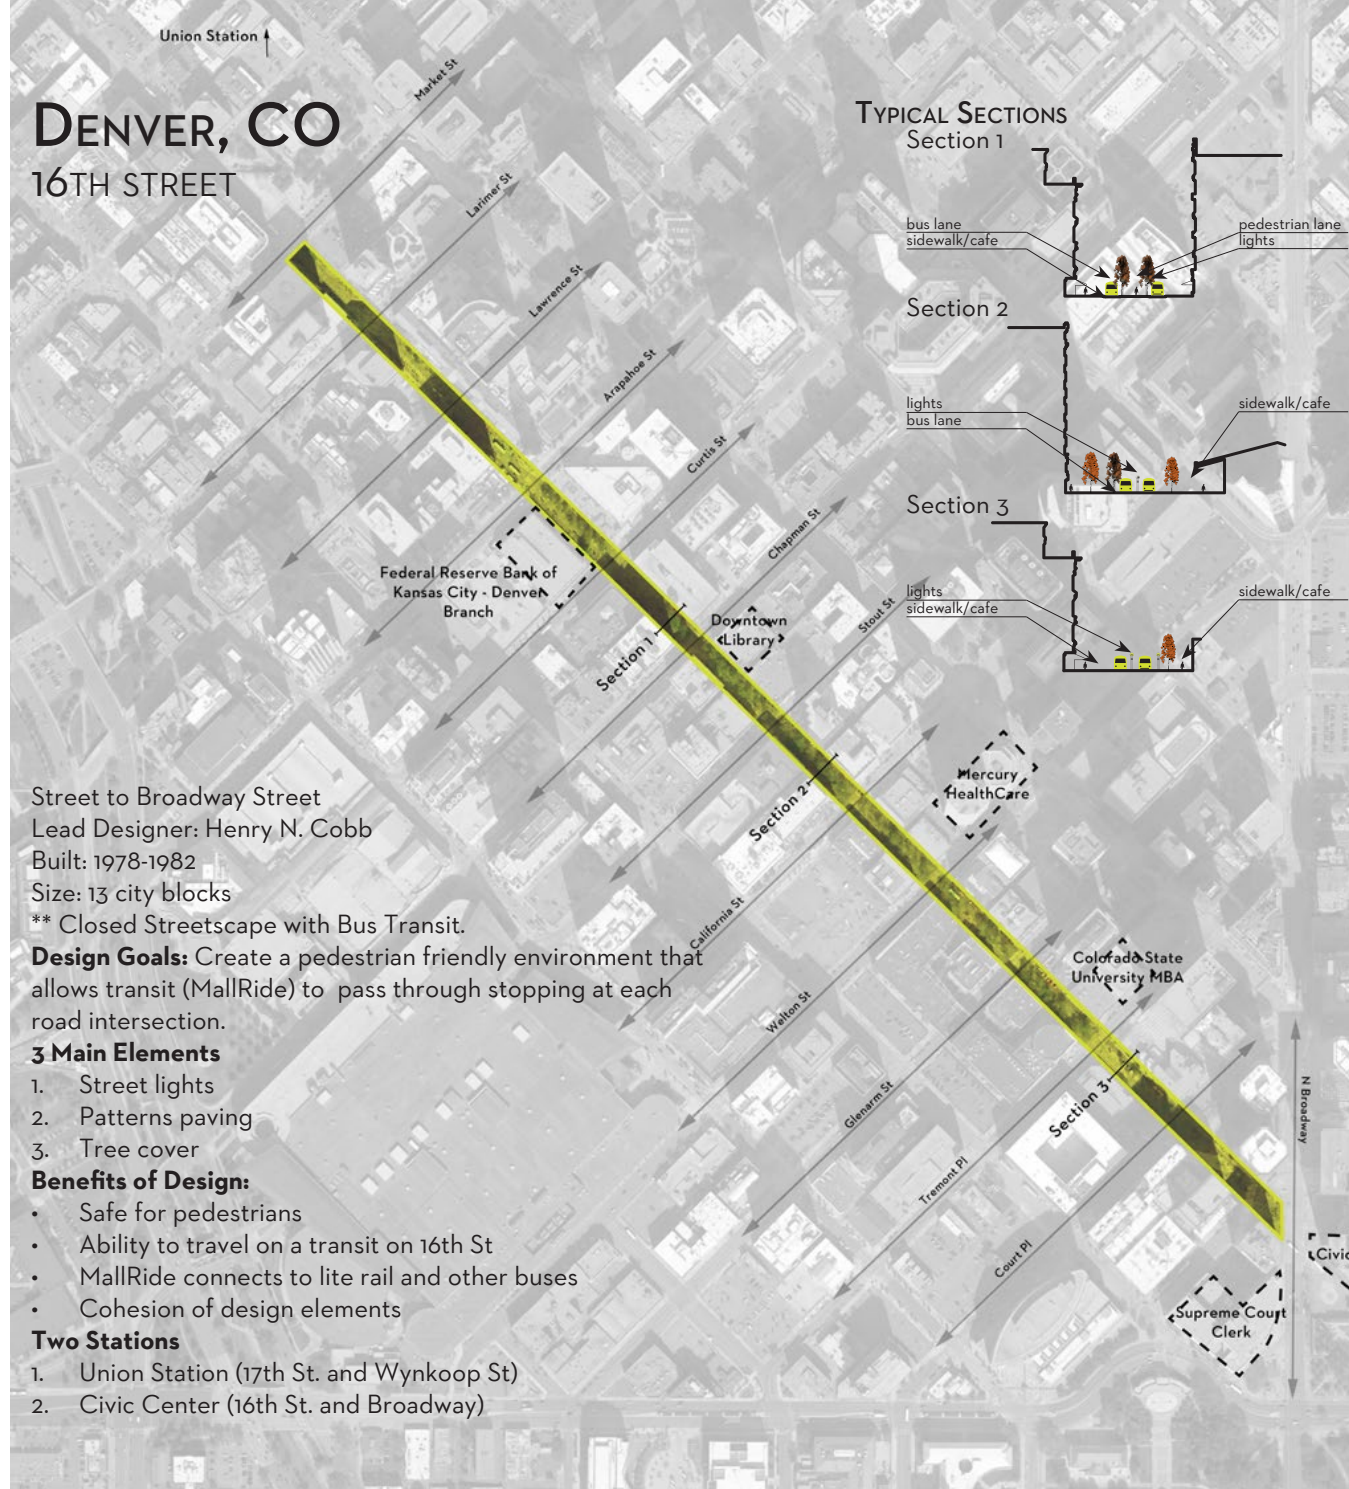 Union Station
Market St
DENVER, CO
16TH STREET
Larimer St
Lawrence St
Arapahoe St
Curtis St
Chapman St
Stout St
Federal Reserve Bank of
Kansas City - Denver
Branch
Downtown
Library
Section 1
Section 2
Mercury
HealthCare
California St
Welton St
Glenarm St
Tremont Pl
Court Pl
Colorado State
University MBA
Section 3
N Broadway
Civic
Supreme Court
Clerk
TYPICAL SECTIONS
Section 1
bus lane
sidewalk/cafe
pedestrian lane
lights
Section 2
lights
bus lane
sidewalk/cafe
Section 3
lights
sidewalk/cafe
sidewalk/cafe
Street to Broadway Street
Lead Designer: Henry N. Cobb
Built: 1978-1982
Size: 13 city blocks
** Closed Streetscape with Bus Transit.
Design Goals: Create a pedestrian friendly environment that
allows transit (MallRide) to pass through stopping at each
road intersection.
3 Main Elements
1. Street lights
2. Patterns paving
3. Tree cover
Benefits of Design:
• Safe for pedestrians
• Ability to travel on a transit on 16th St
• MallRide connects to lite rail and other buses
• Cohesion of design elements
Two Stations
1. Union Station (17th St. and Wynkoop St)
2. Civic Center (16th St. and Broadway)